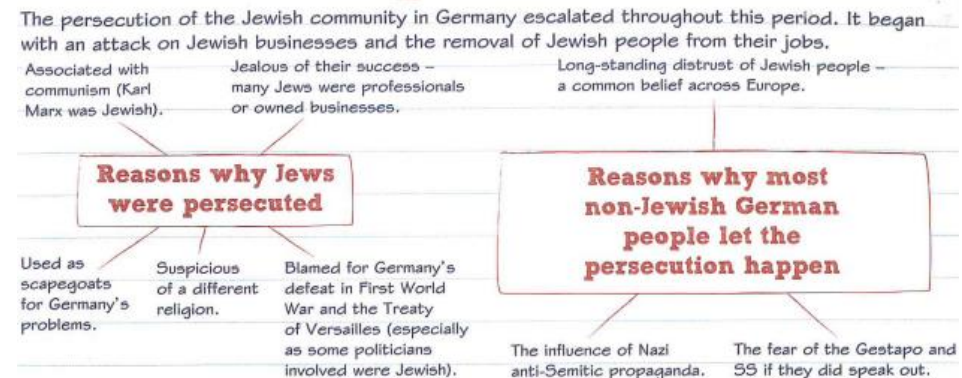 The persecution of the Jewish community in Germany escalated throughout this period. It began
with an attack on Jewish businesses and the removal of Jewish people from their jobs.
Associated with
communism (Karl
Marx was Jewish).
Jealous of their success –
many Jews were professionals
or owned businesses.
Long-standing distrust of Jewish people –
a common belief across Europe.
Reasons why Jews
were persecuted
Reasons why most
non-Jewish German
people let the
persecution happen
Used as
scapegoats
for Germany's
problems.
Suspicious
of a different
religion.
Blamed for Germany's
defeat in First World
War and the Treaty
of Versailles (especially
as some politicians
involved were Jewish).
The influence of Nazi
anti-Semitic propaganda.
The fear of the Gestapo and
SS if they did speak out.